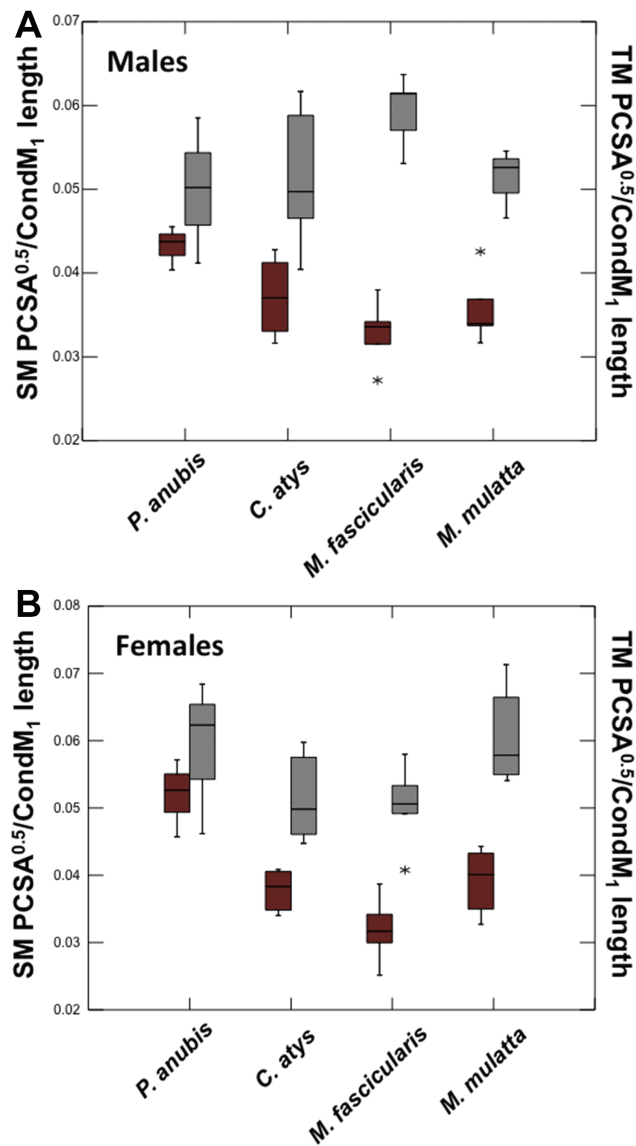 A
Males
SM PCSA0.5/CondM1 length
TM PCSA0.5/CondM1 length
0.07
0.06
0.05
0.04
0.03
0.02
*
*
P. anubis
C. atys
M. fascicularis
M. mulatta
B
Females
SM PCSA0.5/CondM1 length
TM PCSA0.5/CondM1 length
0.08
0.07
0.06
0.05
0.04
0.03
0.02
*
P. anubis
C. atys
M. fascicularis
M. mulatta